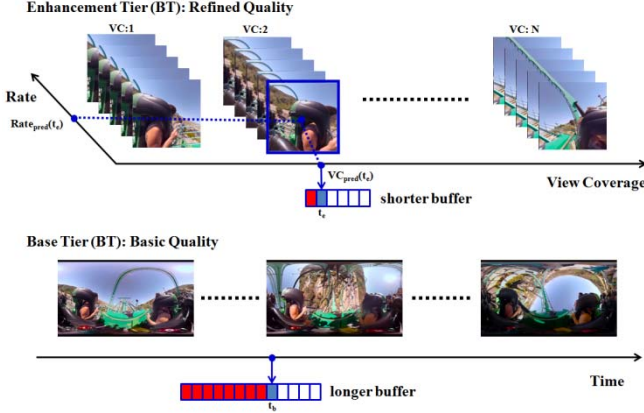 Enhancement Tier (BT): Refined Quality
VC:1
VC:2
VC: N
Rate
Rate_pred(t_e)
VC_pred(t_e)
View Coverage
t_e
shorter buffer
Base Tier (BT): Basic Quality
Time
t_b
longer buffer